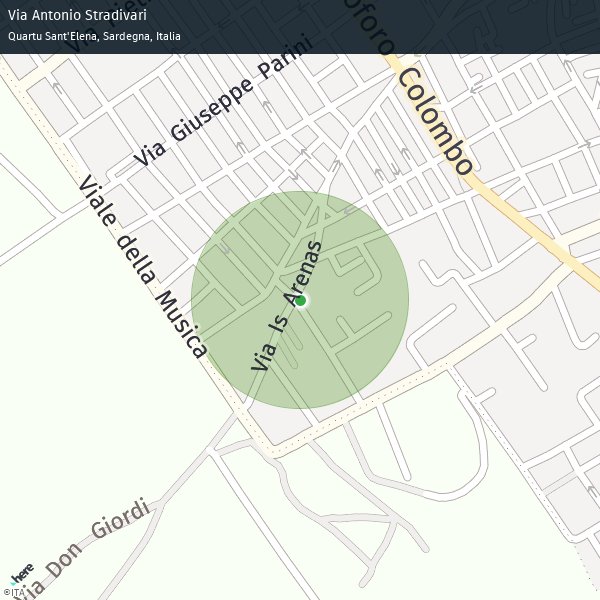 Via Antonio Stradivari
Quartu Sant'Elena, Sardegna, Italia
Colombo
Via Giuseppe Parini
Viale della Musica
Via Is Arenas
Via Don Giordi
here
©ITA